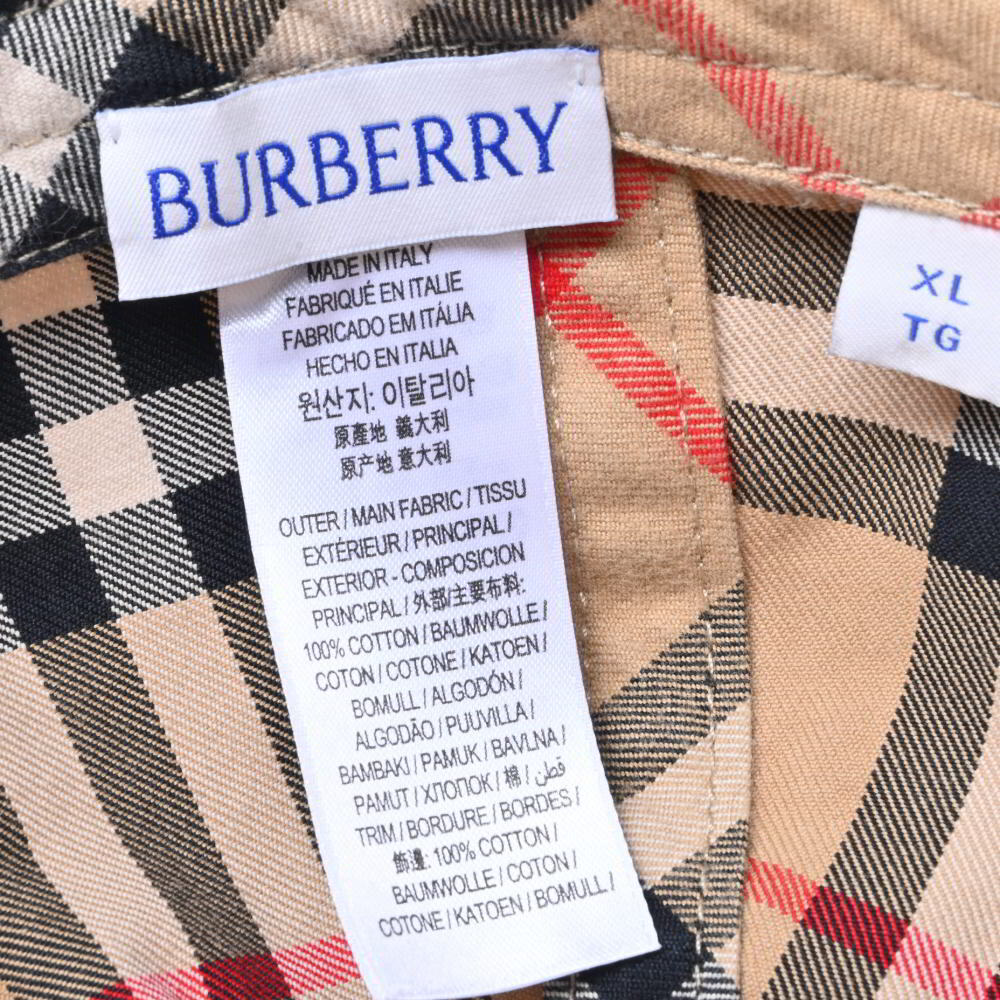 BURBERRY
MADE IN ITALY
FABRIQUÉ EN ITALIE
FABRICADO EM ITÁLIA
HECHO EN ITALIA
원산지: 이탈리아
原產地 義大利
原产地 意大利
OUTER / MAIN FABRIC / TISSU
EXTÉRIEUR / PRINCIPAL /
EXTERIOR - COMPOSICION
PRINCIPAL / 外部/主要布料:
100% COTTON / BAUMWOLLE /
COTON / COTONE / KATOEN /
BOMULL / ALGODÓN /
ALGODÃO / PUUVILLA /
BAMBAKI / PAMUK / BAVLNA /
PAMUT / ХЛОПОК / 棉 / قطن
TRIM / BORDURE / BORDES /
飾邊: 100% COTTON /
BAUMWOLLE / COTON /
COTONE / KATOEN / BOMULL /
XL
TG